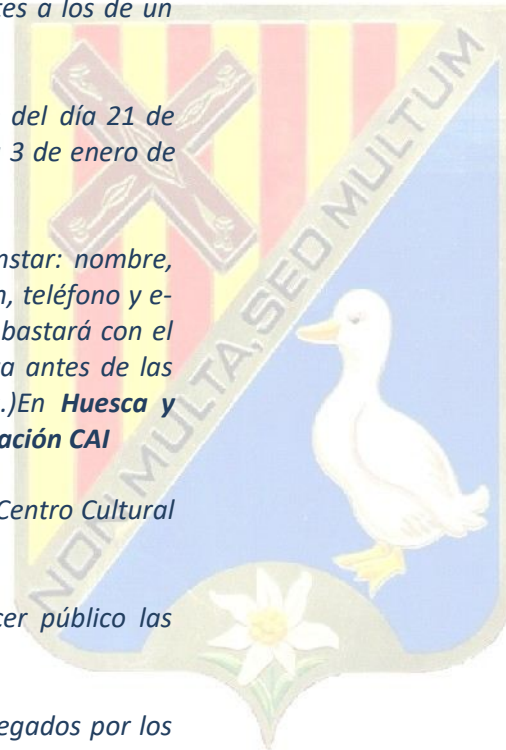 tes a los de un
del día 21 de
3 de enero de
nstar: nombre,
n, teléfono y e-
bastará con el
a antes de las
.)En Huesca y
ación CAI
Centro Cultural
cer público las
egados por los
NON MULTA, SED MULTUM